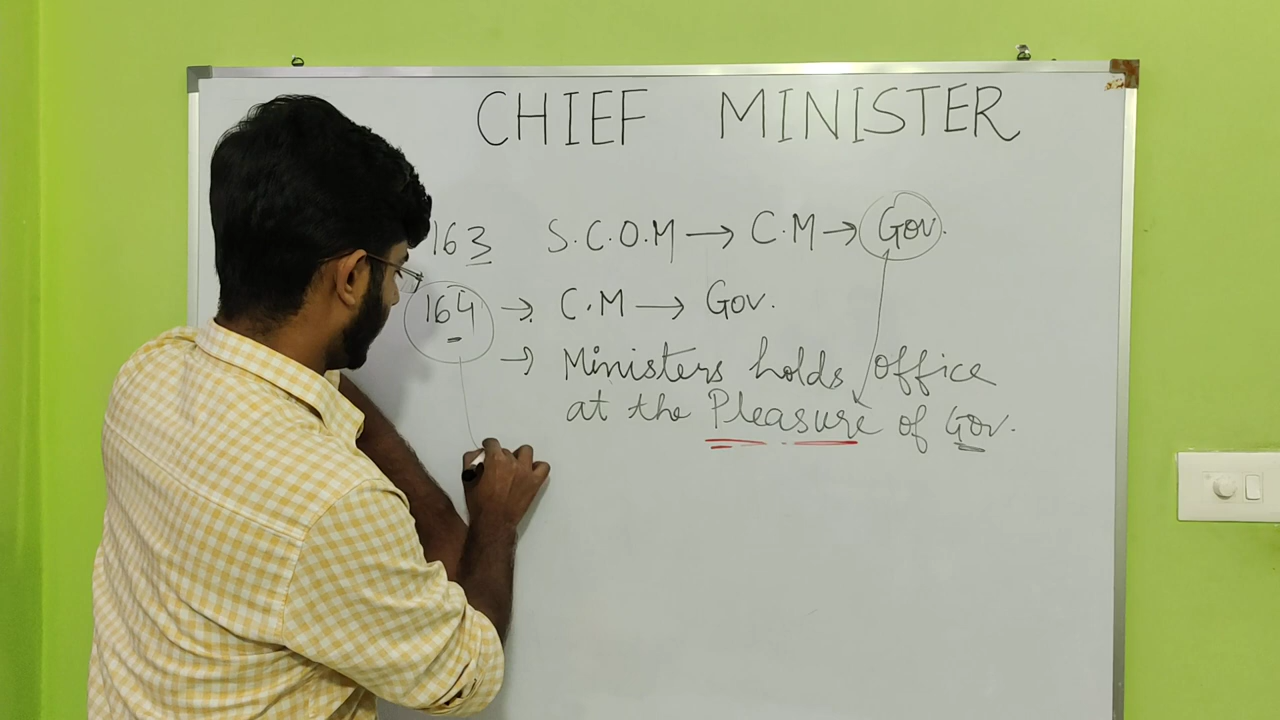 CHIEF MINISTER
163 S.C.O.M → C.M → Gov.
164 → C.M → Gov.
→ Ministers holds office
at the Pleasure of Gov.